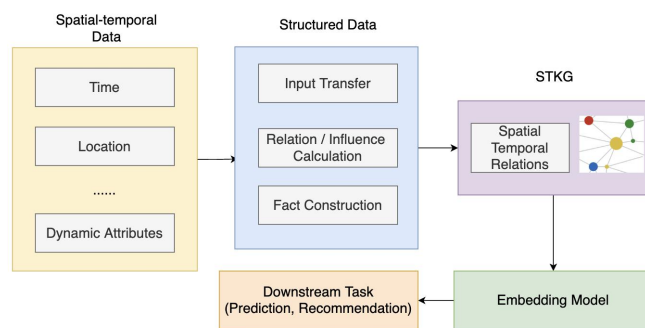 Spatial-temporal
Data
Time
Location
......
Dynamic Attributes
Structured Data
Input Transfer
Relation / Influence
Calculation
Fact Construction
STKG
Spatial
Temporal
Relations
Embedding Model
Downstream Task
(Prediction, Recommendation)